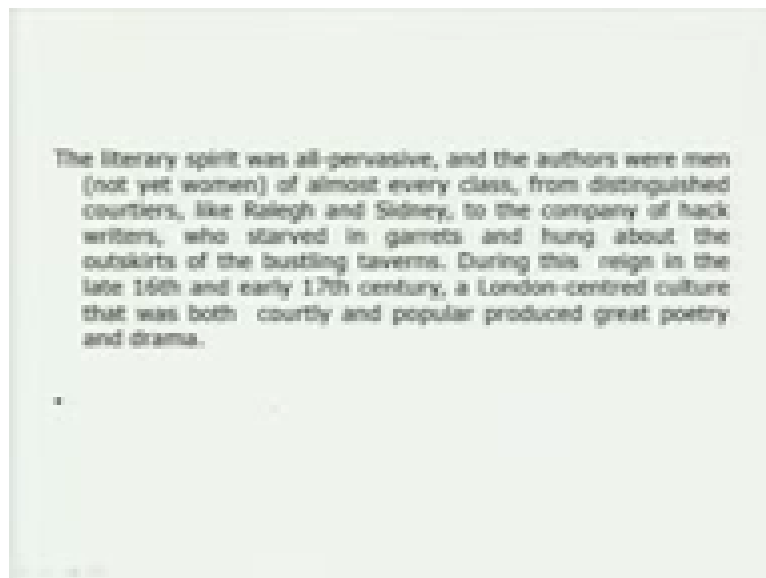 The literary spirit was all-pervasive, and the authors were men
(not yet women) of almost every class, from distinguished
courtiers, like Ralegh and Sidney, to the company of hack
writers, who starved in garrets and hung about the
outskirts of the bustling taverns. During this reign in the
late 16th and early 17th century, a London-centred culture
that was both courtly and popular produced great poetry
and drama.